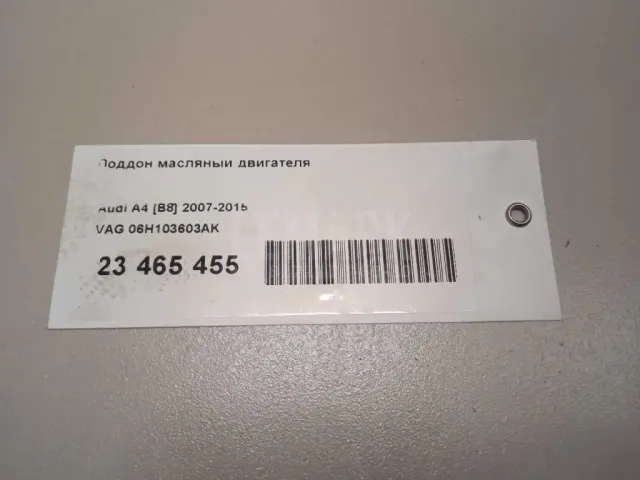 Поддон масляный двигателя
Audi A4 [B8] 2007-2015
VAG 06H103603AK
23 465 455